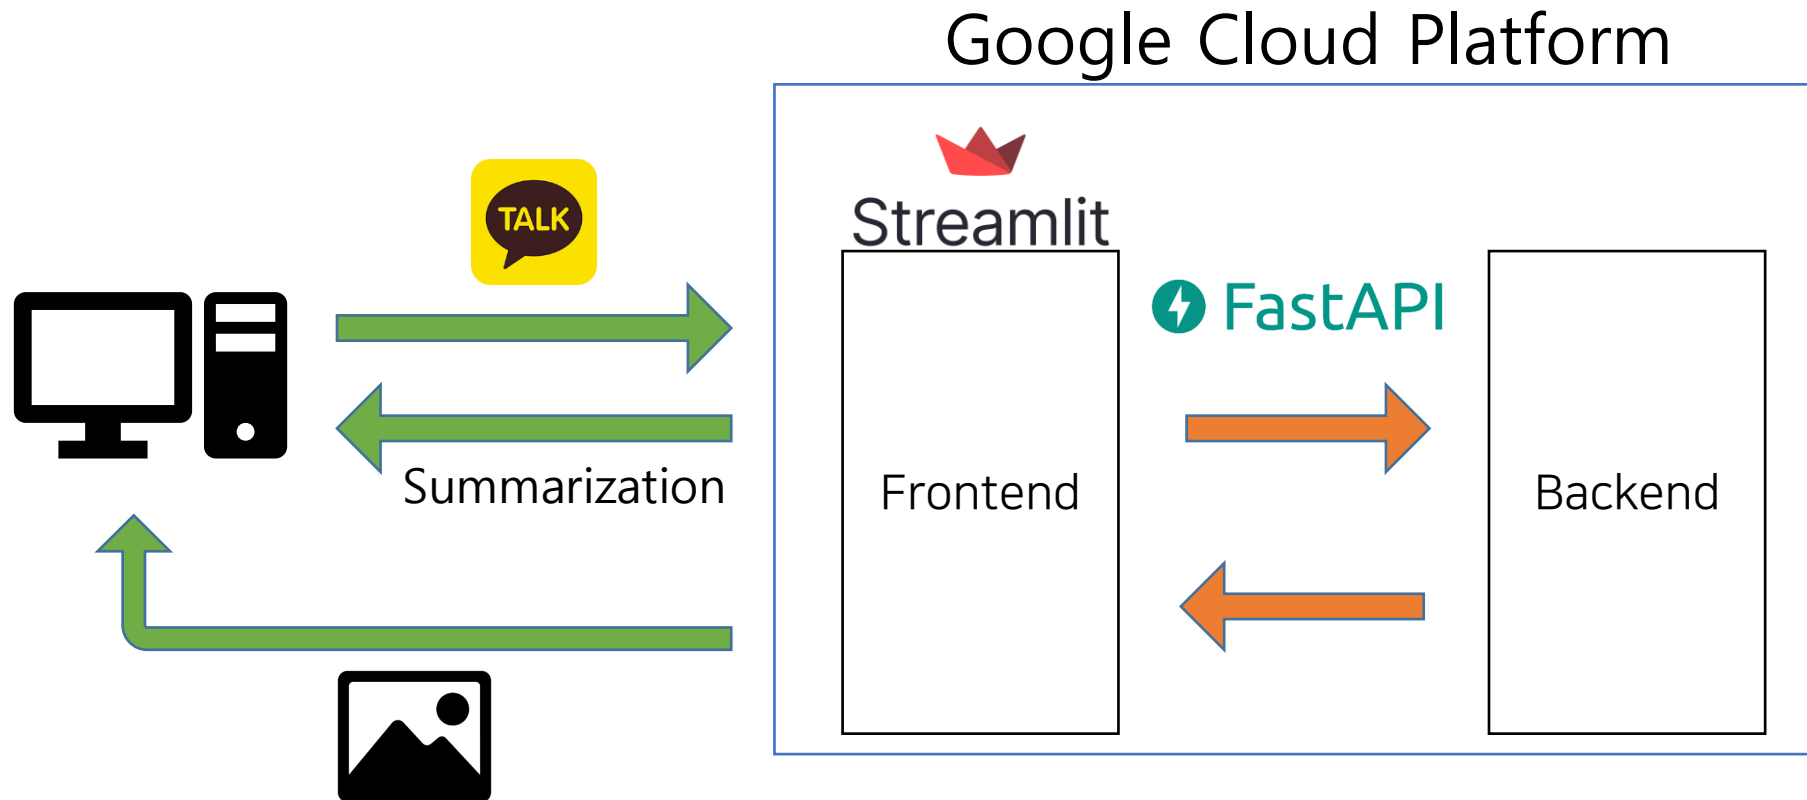 Google Cloud Platform
TALK
Streamlit
FastAPI
Summarization
Frontend
Backend